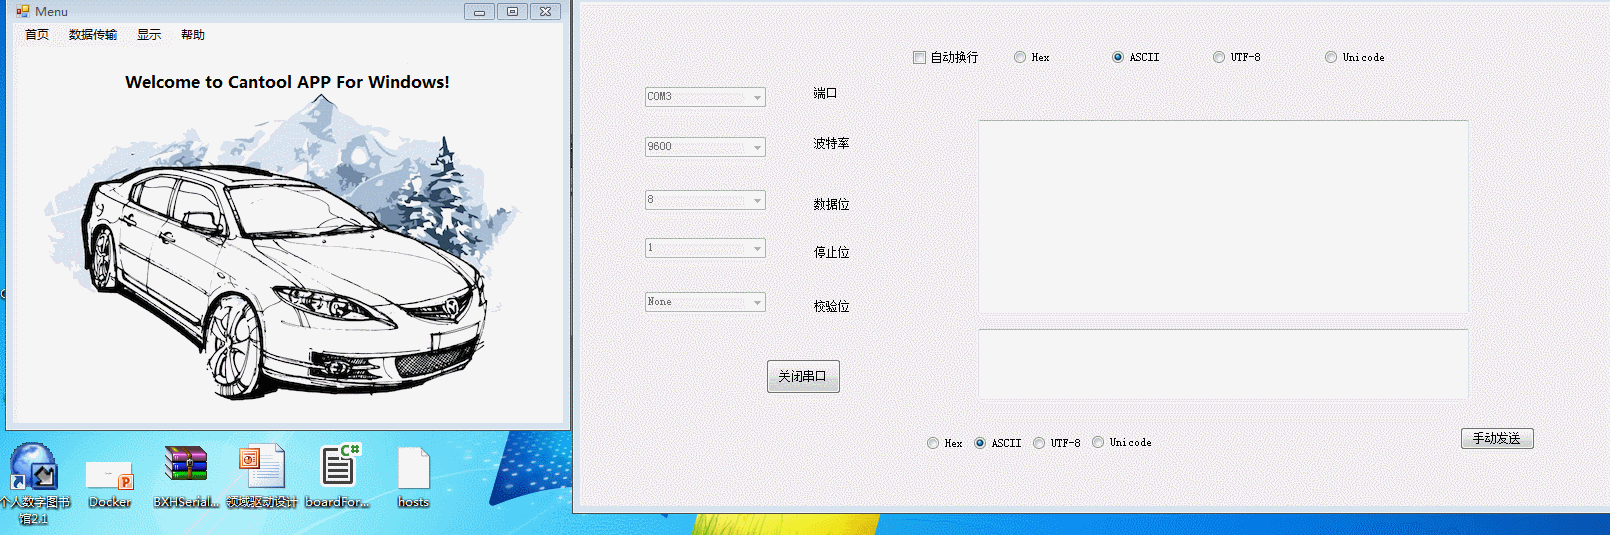 Menu
首页 数据传输 显示 帮助
Welcome to Cantool APP For Windows!
个人数字图书
馆2.1
Docker
BXHSerial...
领域驱动设计
boardFor...
hosts
自动换行 Hex ASCII UTF-8 Unicode
COM3 端口
9600 波特率
8 数据位
1 停止位
None 校验位
关闭串口
Hex ASCII UTF-8 Unicode
手动发送